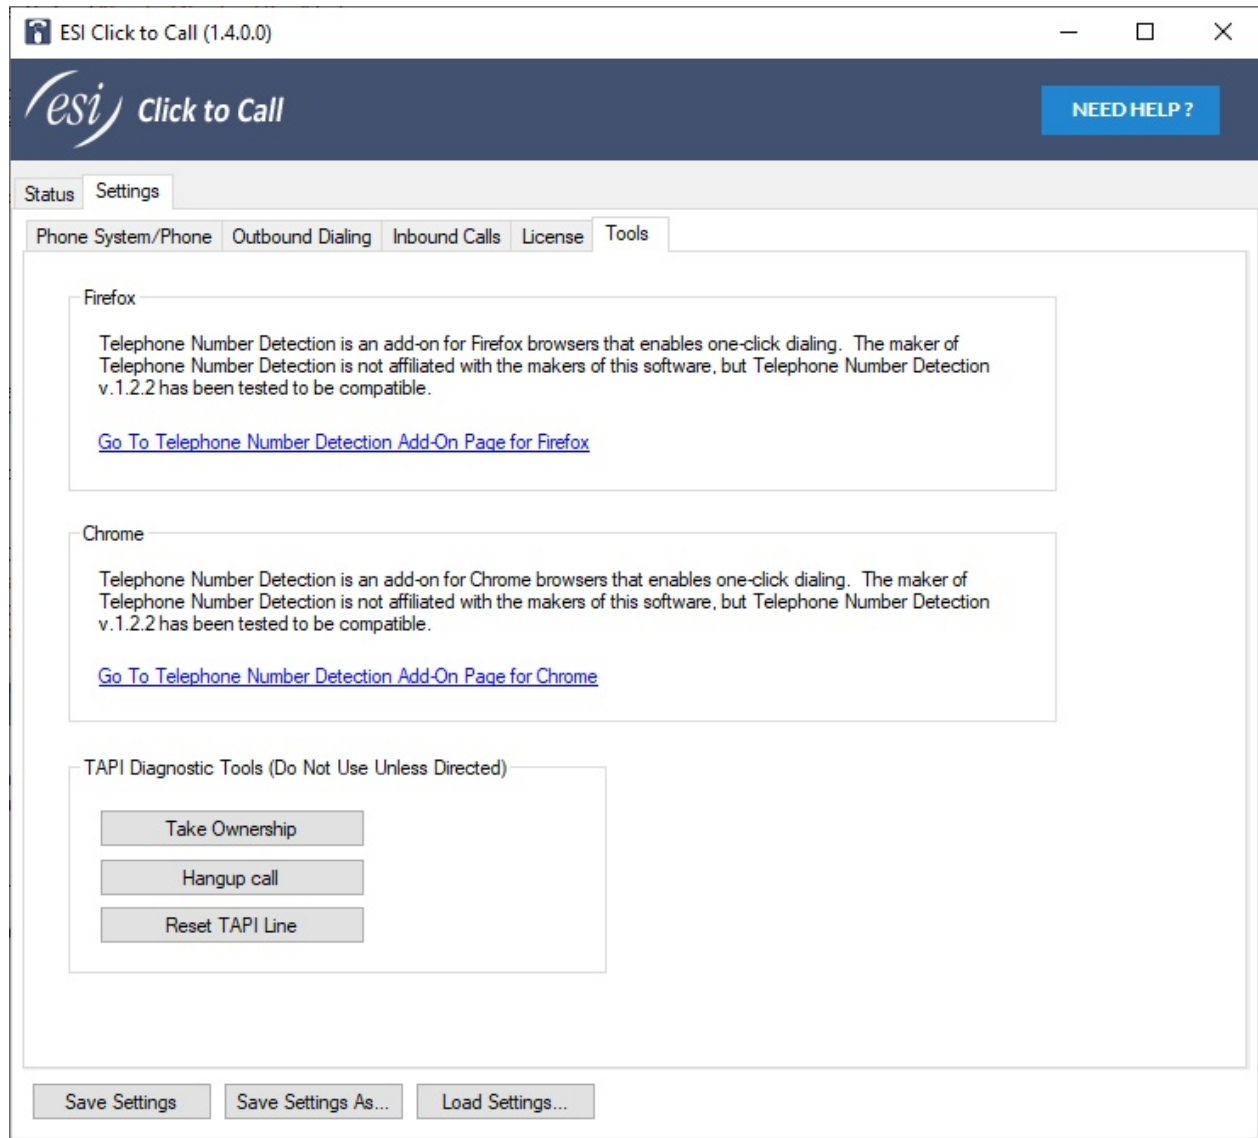 ESI Click to Call (1.4.0.0)
esi Click to Call
NEED HELP ?
Status Settings
Phone System/Phone Outbound Dialing Inbound Calls License Tools
Firefox
Telephone Number Detection is an add-on for Firefox browsers that enables one-click dialing. The maker of
Telephone Number Detection is not affiliated with the makers of this software, but Telephone Number Detection
v.1.2.2 has been tested to be compatible.
Go To Telephone Number Detection Add-On Page for Firefox
Chrome
Telephone Number Detection is an add-on for Chrome browsers that enables one-click dialing. The maker of
Telephone Number Detection is not affiliated with the makers of this software, but Telephone Number Detection
v.1.2.2 has been tested to be compatible.
Go To Telephone Number Detection Add-On Page for Chrome
TAPI Diagnostic Tools (Do Not Use Unless Directed)
Take Ownership
Hangup call
Reset TAPI Line
Save Settings Save Settings As... Load Settings...